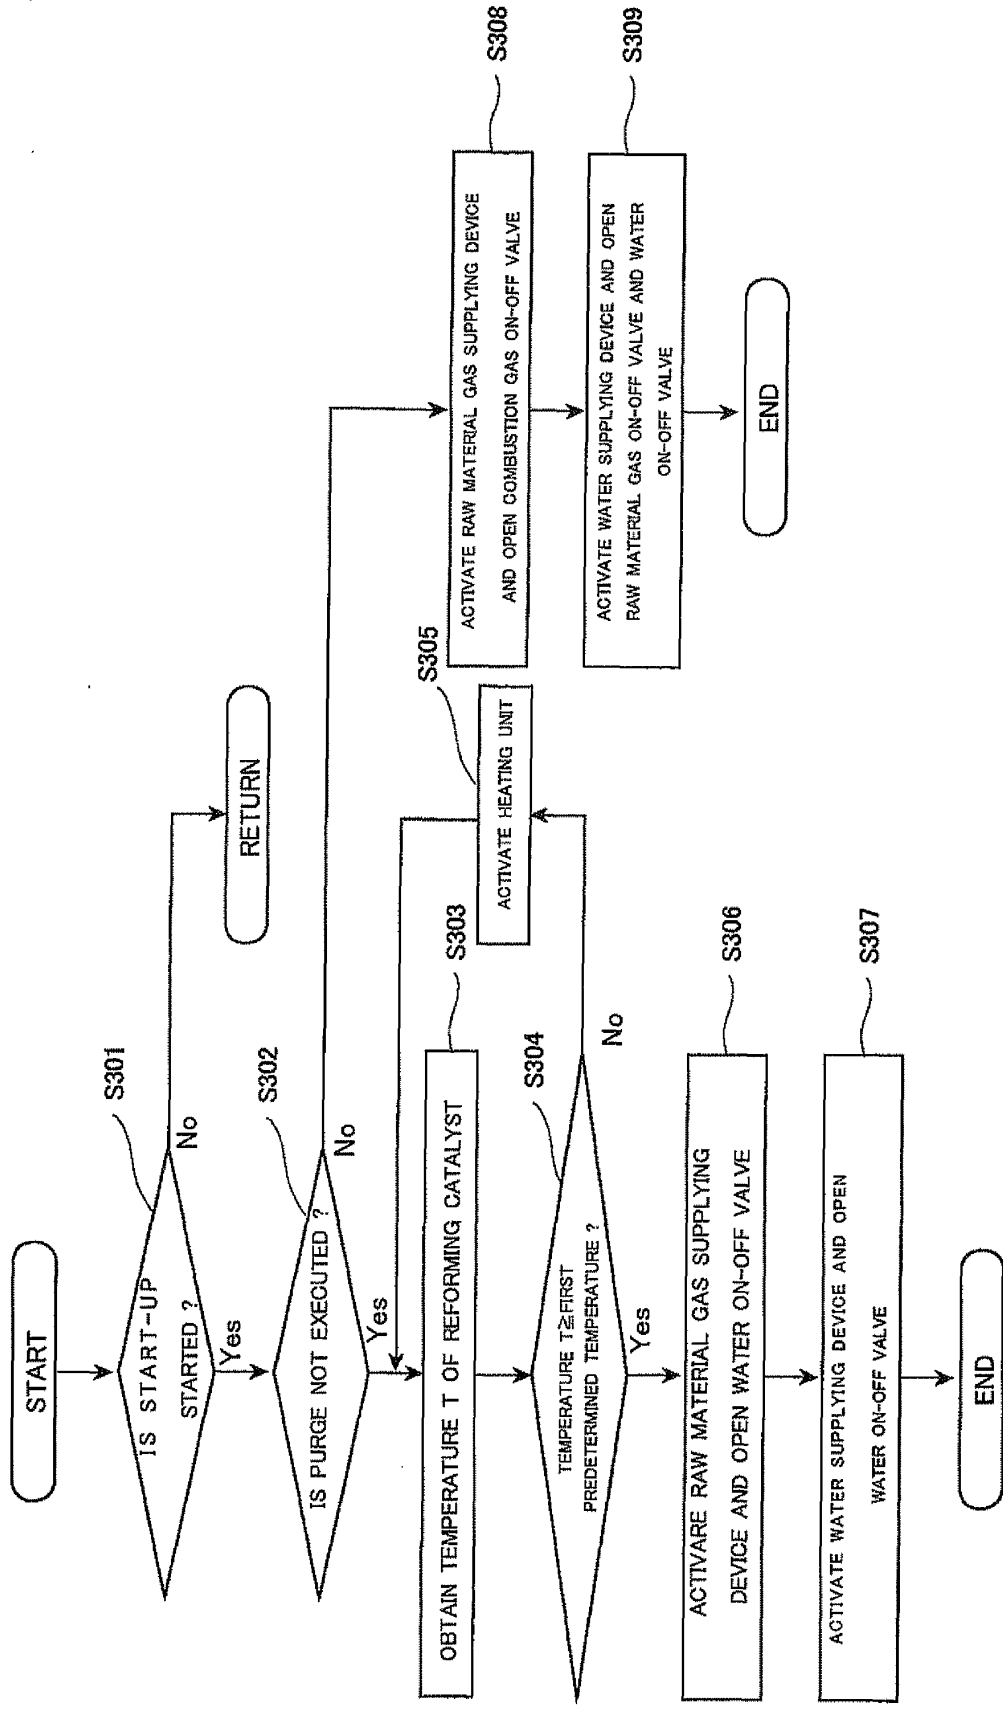 START
IS START-UP
STARTED ?
S301
No
RETURN
Yes
IS PURGE NOT EXECUTED ?
S302
No
Yes
OBTAIN TEMPERATURE T OF REFORMING CATALYST
S303
TEMPERATURE T≧FIRST
PREDETERMINED TEMPERATURE ?
S304
No
ACTIVATE HEATING UNIT
S305
Yes
ACTIVARE RAW MATERIAL GAS SUPPLYING
DEVICE AND OPEN WATER ON-OFF VALVE
S306
ACTIVATE WATER SUPPLYING DEVICE AND OPEN
WATER ON-OFF VALVE
S307
END
ACTIVATE RAW MATERIAL GAS SUPPLYING DEVICE
AND OPEN COMBUSTION GAS ON-OFF VALVE
S308
ACTIVATE WATER SUPPLYING DEVICE AND OPEN
RAW MATERIAL GAS ON-OFF VALVE AND WATER
ON-OFF VALVE
S309
END